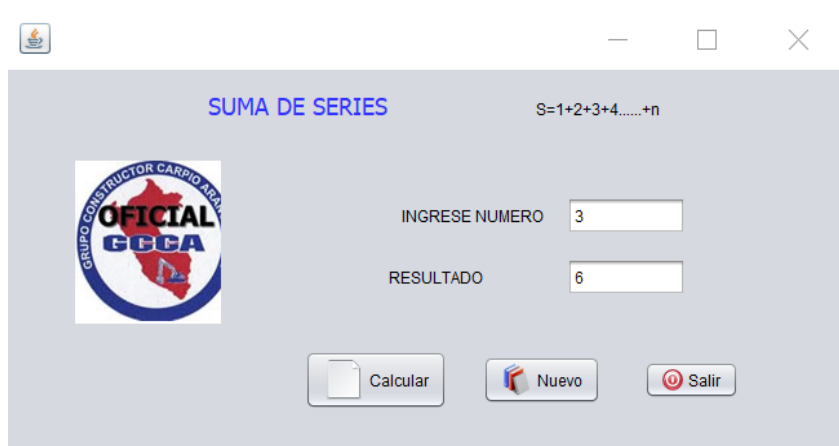 SUMA DE SERIES
S=1+2+3+4......+n
GRUPO CONSTRUCTOR CARPIO ARAN
OFICIAL
GCCA
INGRESE NUMERO 3
RESULTADO 6
Calcular
Nuevo
Salir